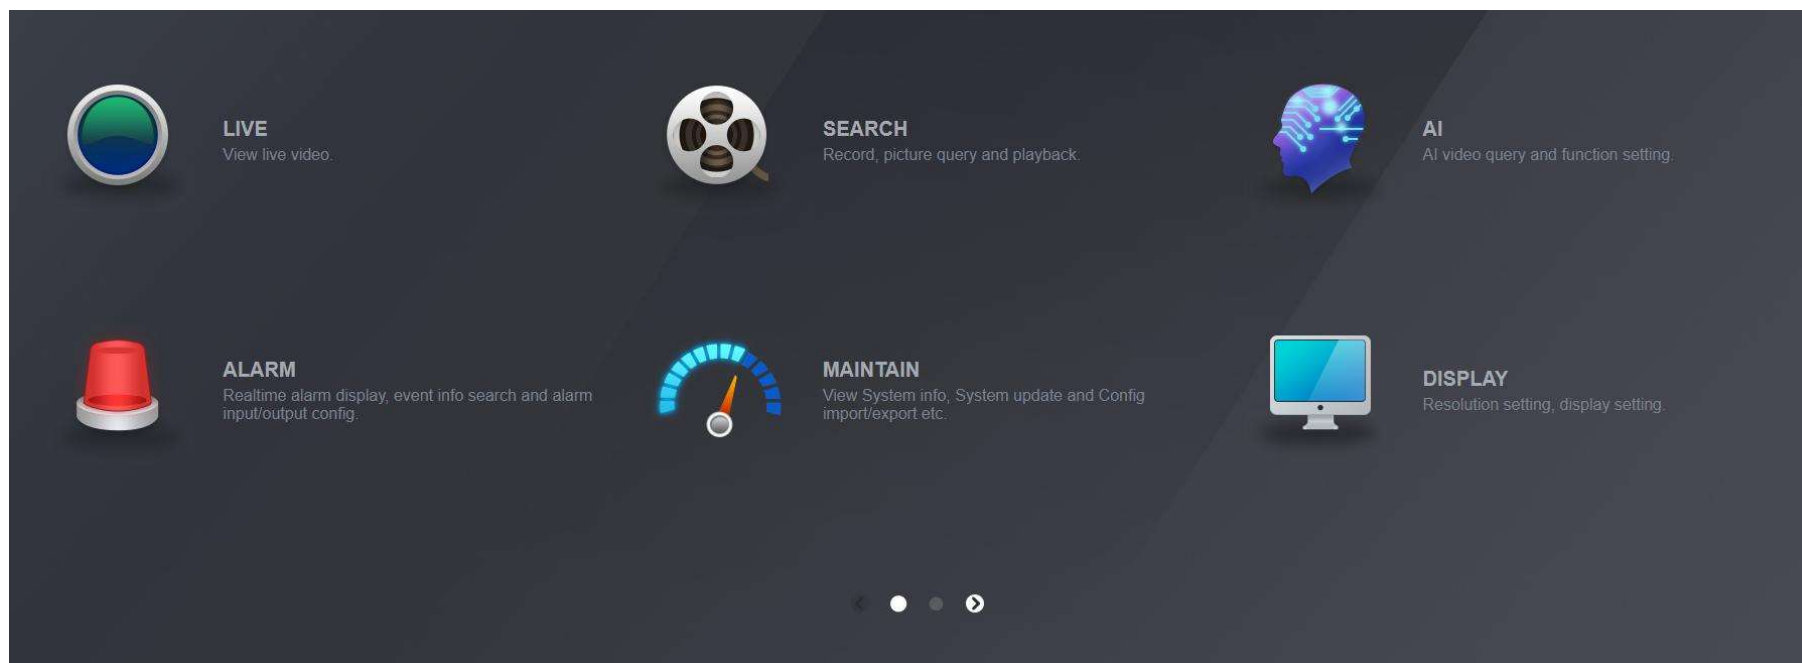 LIVE
View live video.
SEARCH
Record, picture query and playback.
AI
AI video query and function setting.
ALARM
Realtime alarm display, event info search and alarm
input/output config.
MAINTAIN
View System info, System update and Config
import/export etc.
DISPLAY
Resolution setting, display setting.